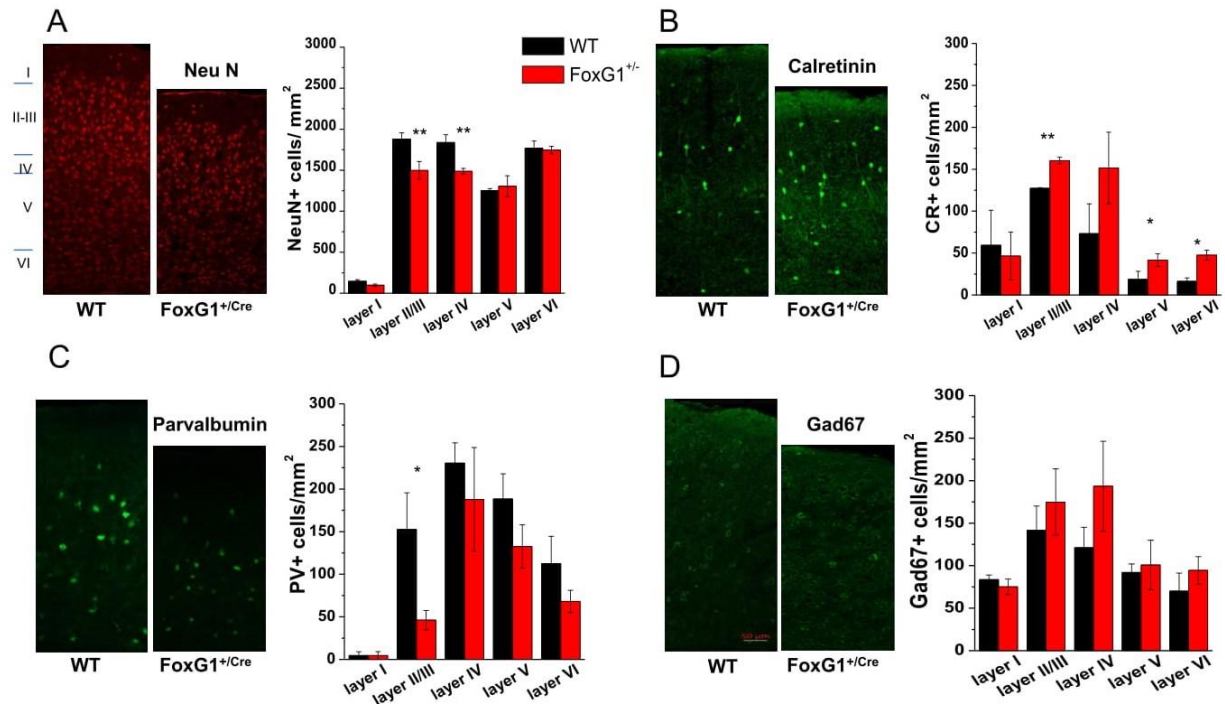 A
Neu N
I
II-III
IV
V
VI
WT
FoxG1+/Cre
NeuN+ cells/ mm2
3000
2500
2000
1750
1500
1000
500
0
**
**
layer I
layer II/III
layer IV
layer V
layer VI
WT
FoxG1+/-
B
Calretinin
WT
FoxG1+/Cre
CR+ cells/mm2
300
250
200
150
100
50
0
**
*
*
layer I
layer II/III
layer IV
layer V
layer VI
C
Parvalbumin
WT
FoxG1+/Cre
PV+ cells/mm2
300
250
200
150
100
50
0
*
layer I
layer II/III
layer IV
layer V
layer VI
D
Gad67
50 µm
WT
FoxG1+/Cre
Gad67+ cells/mm2
300
250
200
150
100
50
0
layer I
layer II/III
layer IV
layer V
layer VI